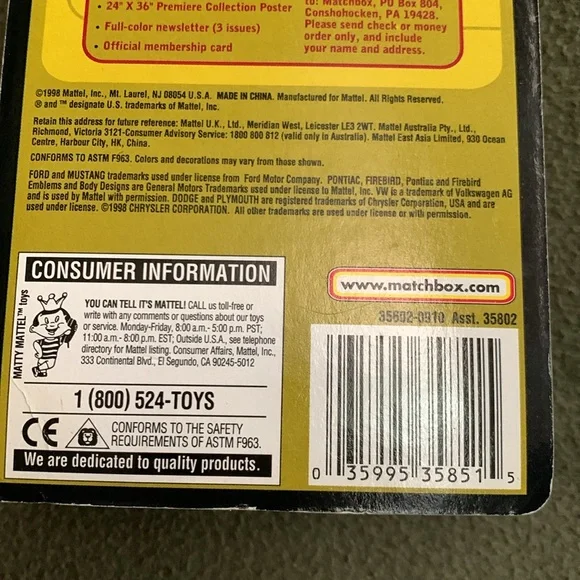 • 24" X 36" Premiere Collection Poster
• Full-color newsletter (3 issues)
• Official membership card
to: Matchbox, PO Box 804,
Conshohocken, PA 19428.
Please send check or money
order only, and include
your name and address.
©1998 Mattel, Inc., Mt. Laurel, NJ 08054 U.S.A. MADE IN CHINA. Manufactured for Mattel. All Rights Reserved.
® and ™ designate U.S. trademarks of Mattel, Inc.
Retain this address for future reference: Mattel U.K., Ltd., Meridian West, Leicester LE3 2WT. Mattel Australia Pty., Ltd.,
Richmond, Victoria 3121-Consumer Advisory Service: 1800 800 812 (valid only in Australia). Mattel East Asia Limited, 930 Ocean
Centre, Harbour City, HK, China.
CONFORMS TO ASTM F963. Colors and decorations may vary from those shown.
FORD and MUSTANG trademarks used under license from Ford Motor Company. PONTIAC, FIREBIRD, Pontiac and Firebird
Emblems and Body Designs are General Motors Trademarks used under license to Mattel, Inc. VW is a trademark of Volkswagen AG
and is used by Mattel with permission. DODGE and PLYMOUTH are registered trademarks of Chrysler Corporation, USA and are
used under license. ©1998 CHRYSLER CORPORATION. All other trademarks are used under license or with permission.
CONSUMER INFORMATION
MATTY MATTEL™ toys
YOU CAN TELL IT'S MATTEL! CALL us toll-free or
write with any comments or questions about our toys
or service. Monday-Friday, 8:00 a.m.- 5:00 p.m. PST;
11:00 a.m.- 8:00 p.m. EST; Outside U.S.A., see telephone
directory for Mattel listing. Consumer Affairs, Mattel, Inc.,
333 Continental Blvd., El Segundo, CA 90245-5012
1 (800) 524-TOYS
CE
CONFORMS TO THE SAFETY
REQUIREMENTS OF ASTM F963.
We are dedicated to quality products.
www.matchbox.com
35602-0910 Asst. 35802
0 35995 35851 5